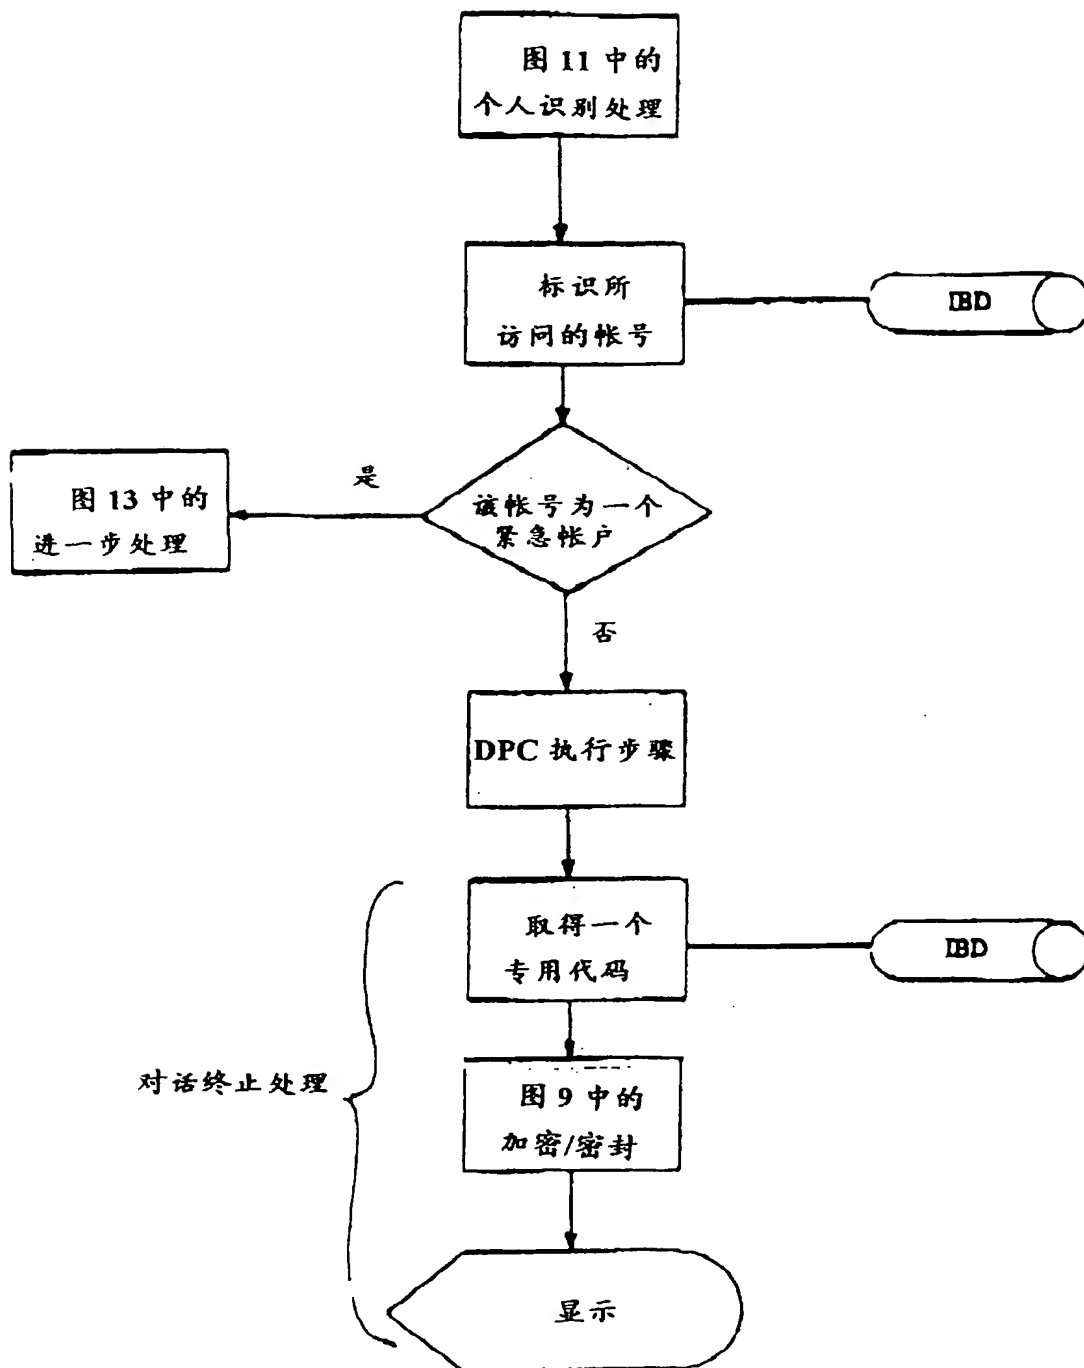 图 11 中的
个人识别处理
标识所
访问的帐号
IBD
是
该帐号为一个
紧急帐户
图 13 中的
进一步处理
否
DPC 执行步骤
取得一个
专用代码
IBD
对话终止处理
图 9 中的
加密/密封
显示